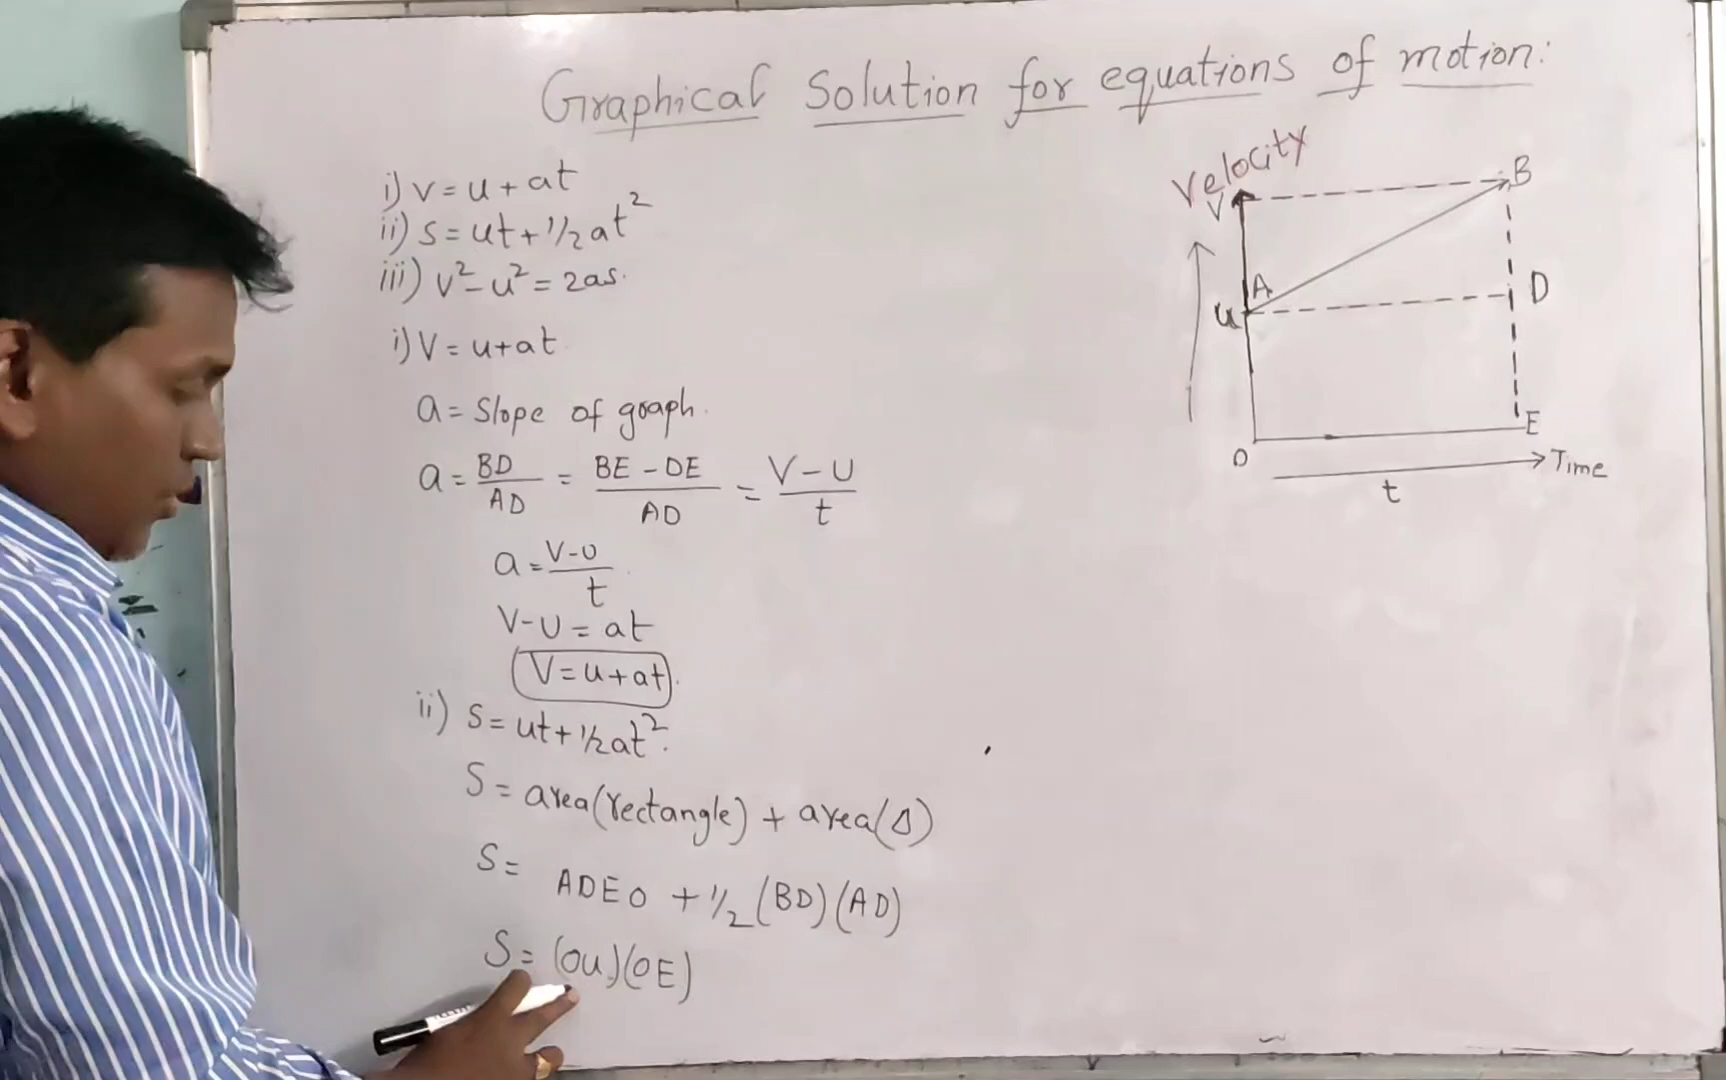 Graphical Solution for equations of motion:
i) v = u + at
ii) s = ut + 1/2 at²
iii) v² - u² = 2as.
i) V = u + at
a = Slope of graph.
a = BD/AD = BE - DE/AD = V - U/t
a = V-U/t
V-U = at
V = u + at.
ii) s = ut + 1/2 at².
S = area(rectangle) + area(Δ)
S = ADEO + 1/2 (BD)(AD)
S = (OU)(OE)
Velocity
V
B
A
U
D
E
O
Time
t